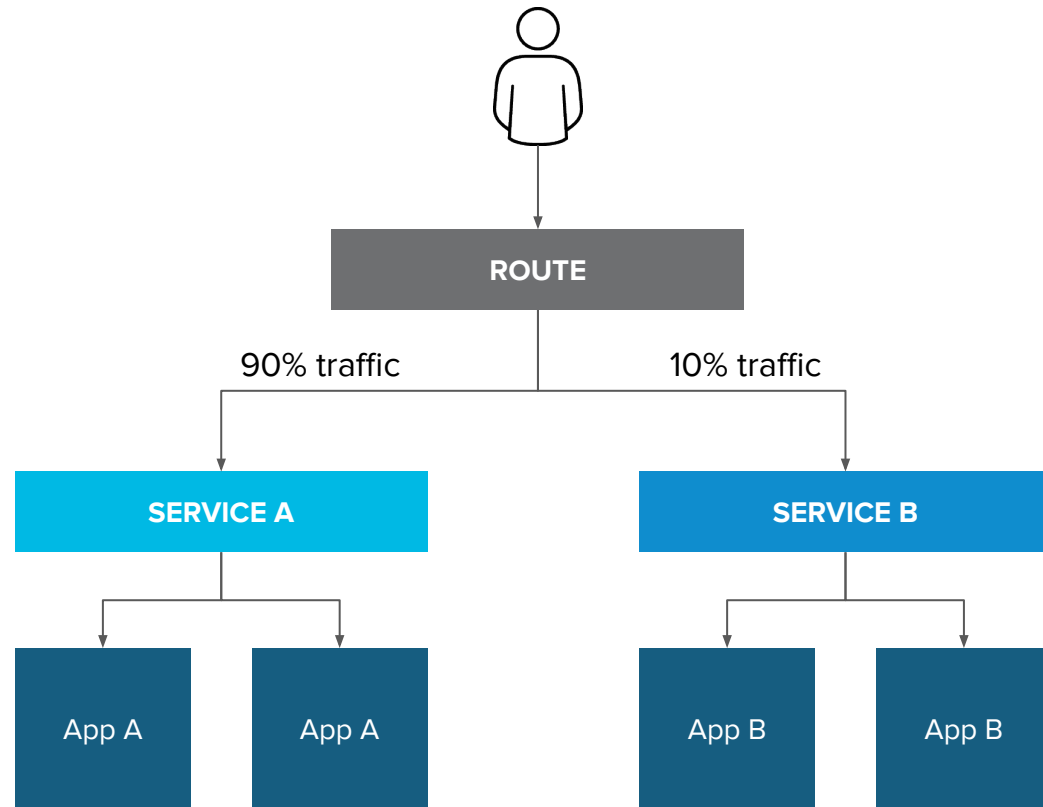 ROUTE
90% traffic
10% traffic
SERVICE A
SERVICE B
App A
App A
App B
App B